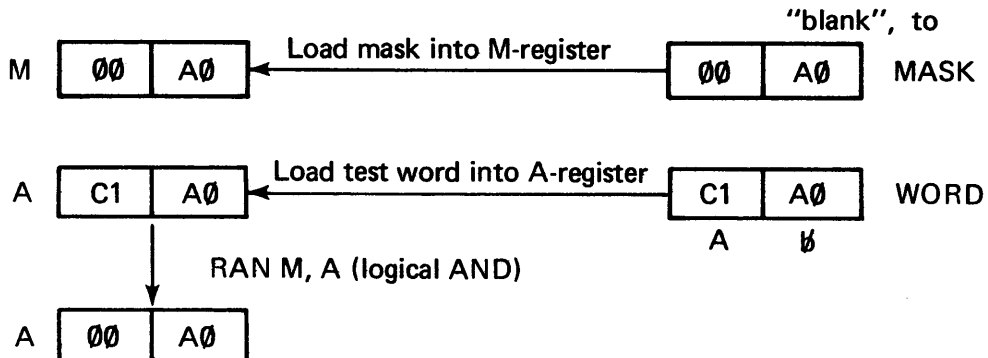 "blank", to
M ØØ AØ Load mask into M-register ØØ AØ MASK
A C1 AØ Load test word into A-register C1 AØ WORD
A ƀ
RAN M, A (logical AND)
A ØØ AØ